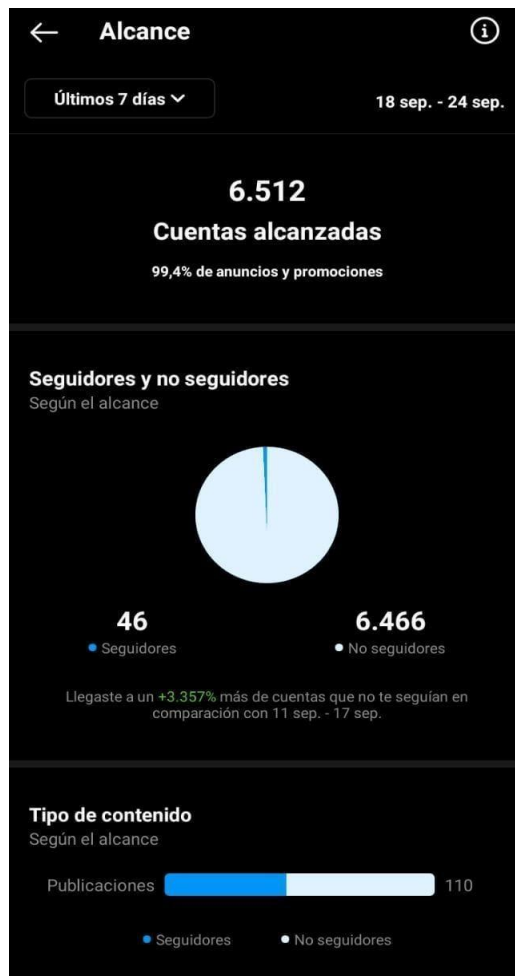 Alcance
Últimos 7 días
18 sep. - 24 sep.
6.512
Cuentas alcanzadas
99,4% de anuncios y promociones
Seguidores y no seguidores
Según el alcance
46
Seguidores
6.466
No seguidores
Llegaste a un +3.357% más de cuentas que no te seguían en
comparación con 11 sep. - 17 sep.
Tipo de contenido
Según el alcance
Publicaciones 110
Seguidores No seguidores